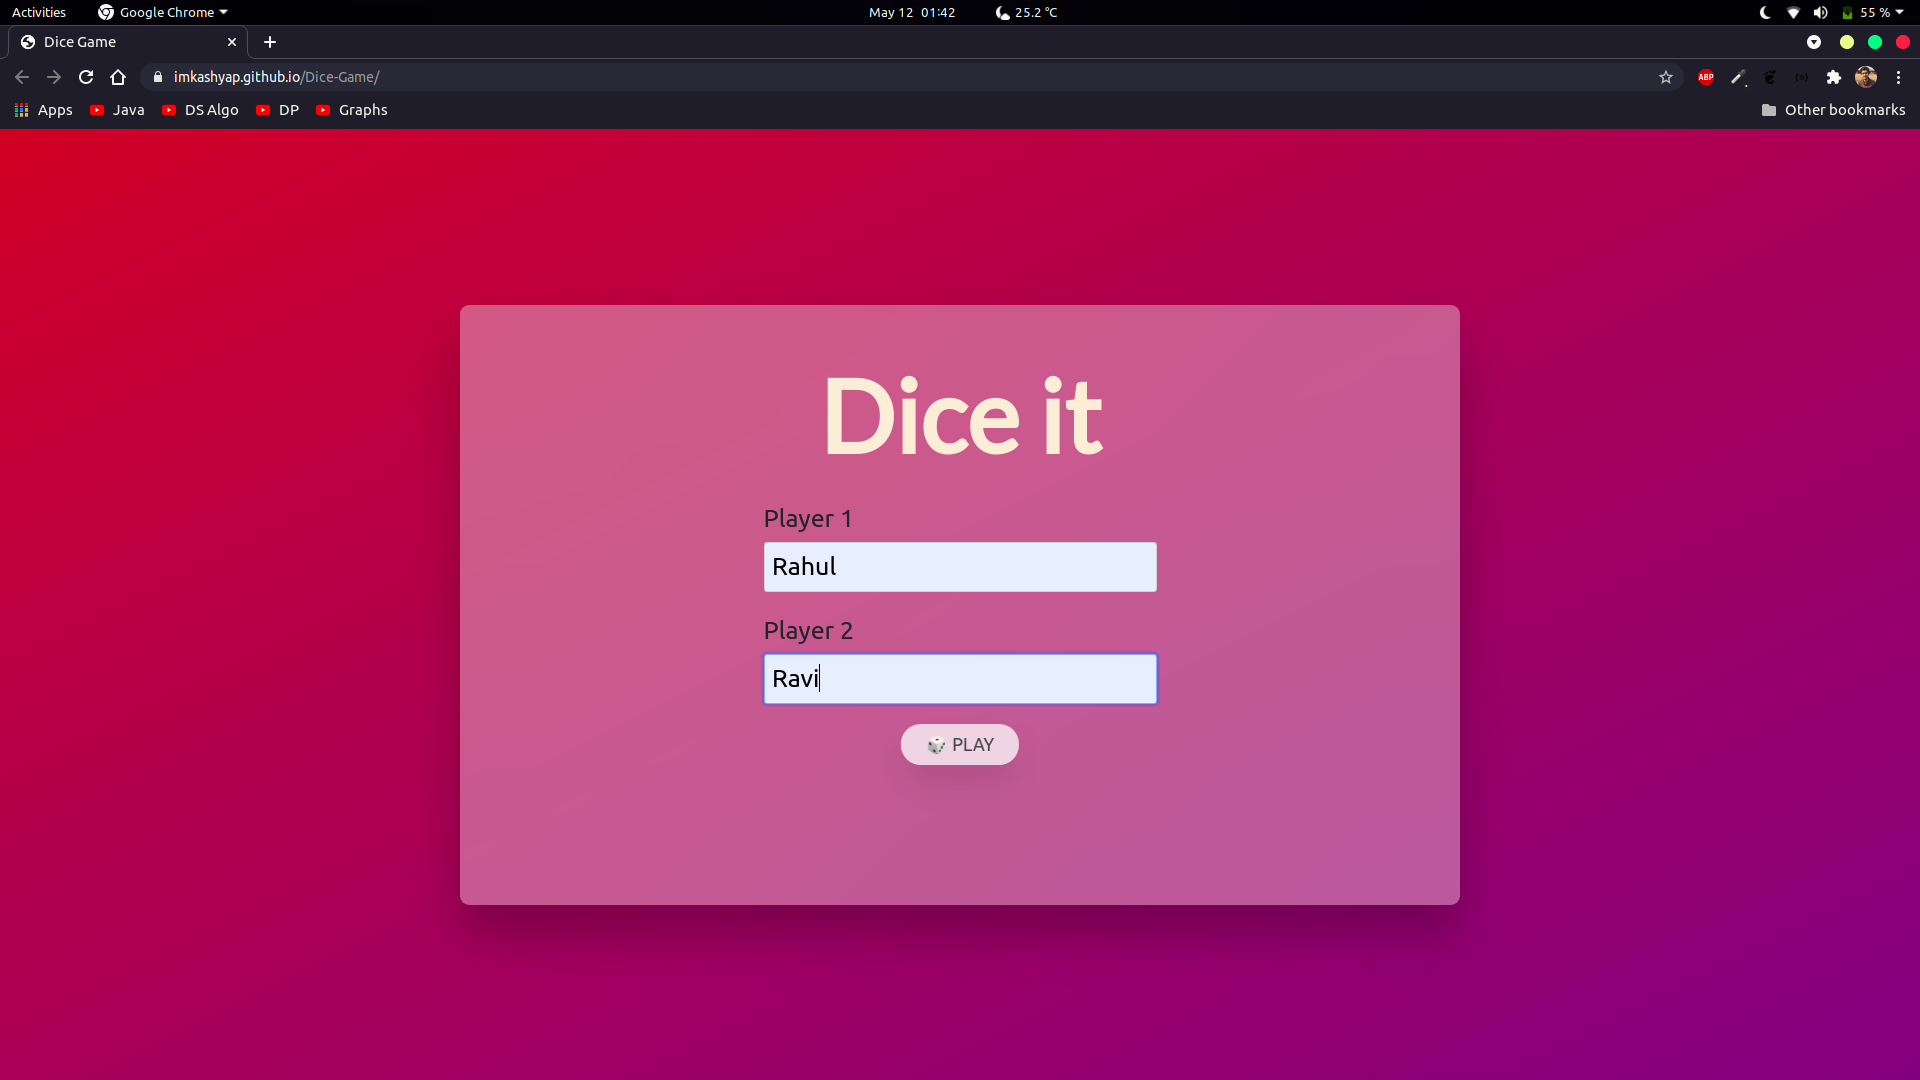 Activities Google Chrome May 12 01:42 25.2 °C 55 %
Dice Game
imkashyap.github.io/Dice-Game/ ABP
Apps Java DS Algo DP Graphs Other bookmarks
Dice it
Player 1
Rahul
Player 2
Ravi
PLAY